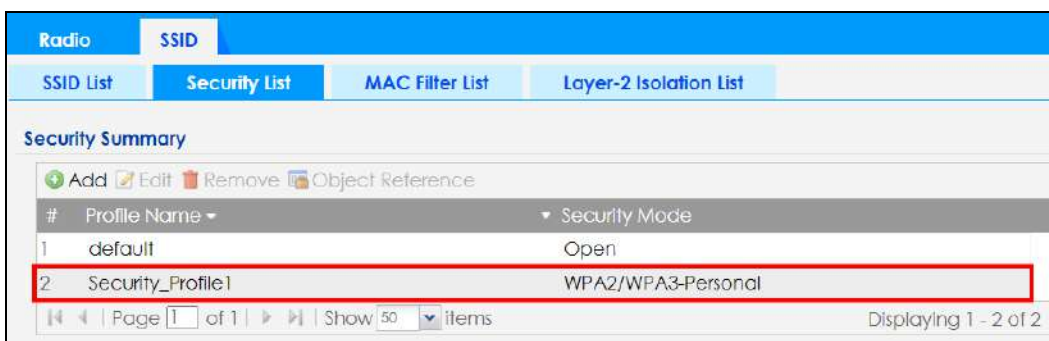 Radio SSID
SSID List Security List MAC Filter List Layer-2 Isolation List
Security Summary
Add Edit Remove Object Reference
# Profile Name Security Mode
1 default Open
2 Security_Profile1 WPA2/WPA3-Personal
Page 1 of 1 Show 50 items Displaying 1 - 2 of 2